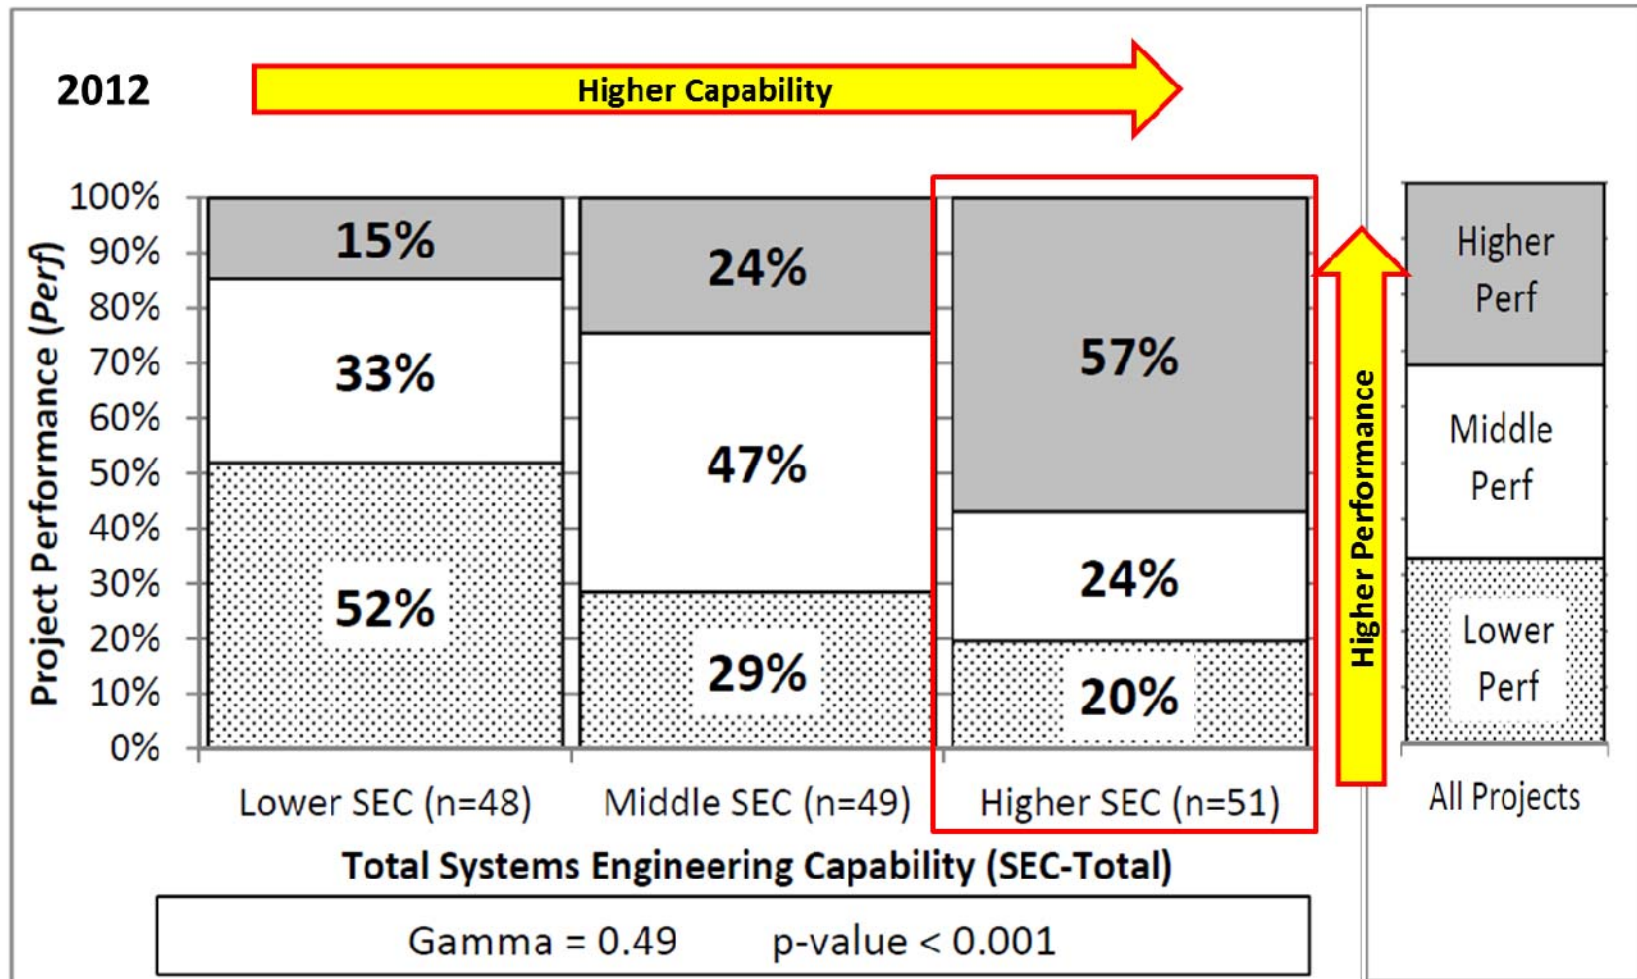 2012
Higher Capability
Project Performance (Perf)
100%
90%
80%
70%
60%
50%
40%
30%
20%
10%
0%
15%
33%
52%
24%
47%
29%
57%
24%
20%
Lower SEC (n=48)
Middle SEC (n=49)
Higher SEC (n=51)
Total Systems Engineering Capability (SEC-Total)
Gamma = 0.49 p-value < 0.001
Higher Performance
Higher
Perf
Middle
Perf
Lower
Perf
All Projects